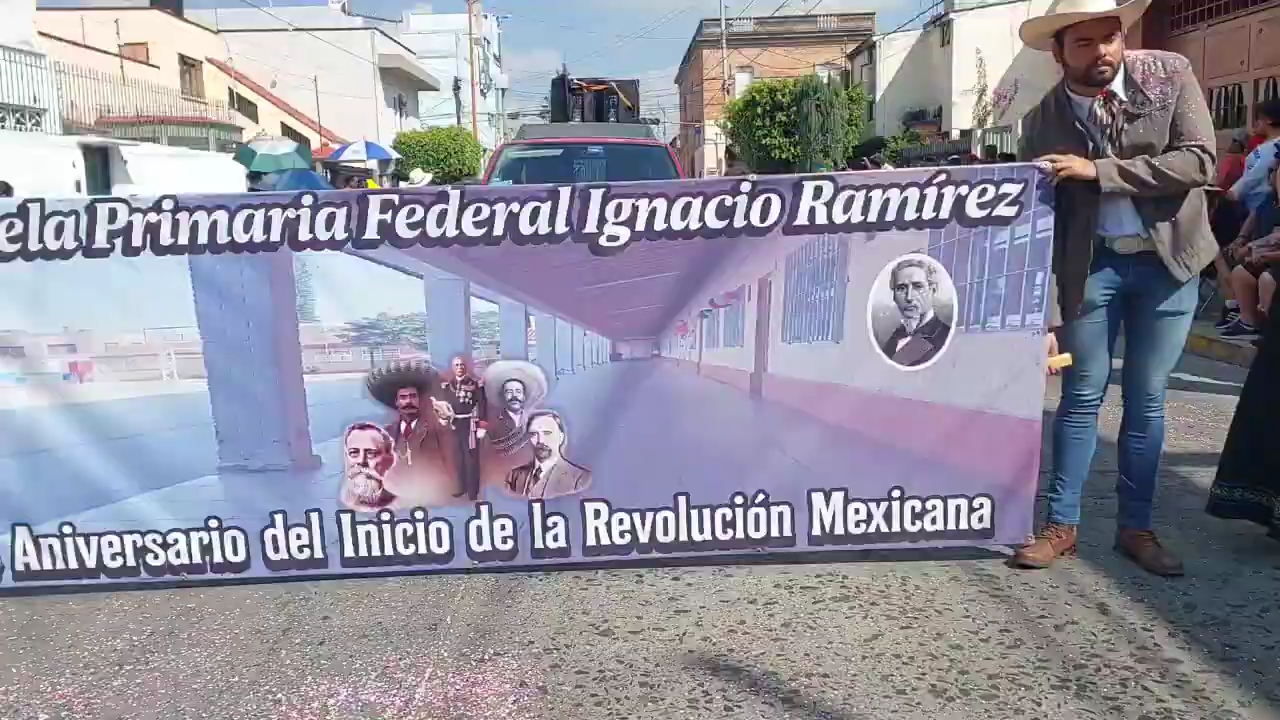 ela Primaria Federal Ignacio Ramírez
Aniversario del Inicio de la Revolución Mexicana